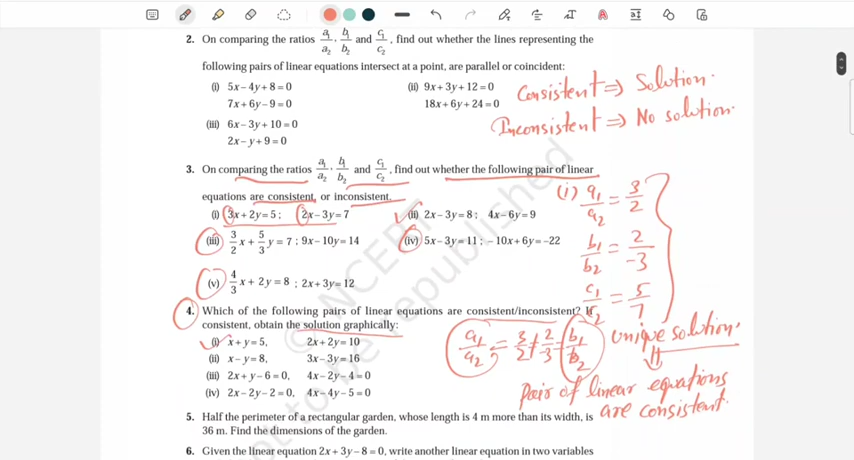 2. On comparing the ratios a₁/a₂, b₁/b₂ and c₁/c₂, find out whether the lines representing the
following pairs of linear equations intersect at a point, are parallel or coincident:
(i) 5x – 4y + 8 = 0 (ii) 9x + 3y + 12 = 0
7x + 6y – 9 = 0 18x + 6y + 24 = 0
(iii) 6x – 3y + 10 = 0
2x – y + 9 = 0
Consistent ⇒ Solution.
Inconsistent ⇒ No solution.
3. On comparing the ratios a₁/a₂, b₁/b₂ and c₁/c₂, find out whether the following pair of linear
equations are consistent, or inconsistent.
(i) 3x + 2y = 5 ; 2x – 3y = 7 (ii) 2x – 3y = 8 ; 4x – 6y = 9
(iii) 3/2 x + 5/3 y = 7 ; 9x – 10y = 14 (iv) 5x – 3y = 11 ; – 10x + 6y = –22
(v) 4/3 x + 2y = 8 ; 2x + 3y = 12
(i) a₁/a₂ = 3/2
b₁/b₂ = 2/-3
c₁/c₂ = 5/7
4. Which of the following pairs of linear equations are consistent/inconsistent? If
consistent, obtain the solution graphically:
(i) x + y = 5, 2x + 2y = 10
(ii) x – y = 8, 3x – 3y = 16
(iii) 2x + y – 6 = 0, 4x – 2y – 4 = 0
(iv) 2x – 2y – 2 = 0, 4x – 4y – 5 = 0
a₁/a₂ = 3/2 ≠ 2/-3 = b₁/b₂ unique solution.
⇓
Pair of linear equations
are consistent.
5. Half the perimeter of a rectangular garden, whose length is 4 m more than its width, is
36 m. Find the dimensions of the garden.
6. Given the linear equation 2x + 3y – 8 = 0, write another linear equation in two variables
© NCERT
not to be republished